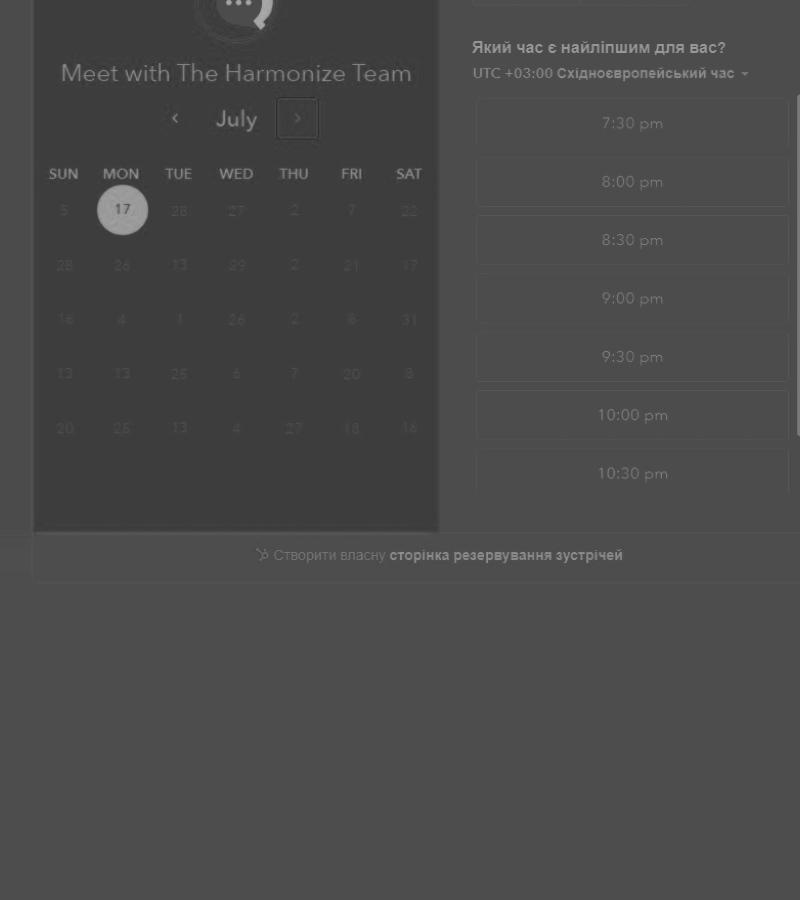 Meet with The Harmonize Team
July
SUN MON TUE WED THU FRI SAT
5 17 28 27 2 7 22
28 26 13 29 2 21 17
16 4 1 26 2 6 31
13 13 25 6 7 20 8
20 25 13 4 27 18 16
Який час є найліпшим для вас?
UTC +03:00 Східноєвропейський час
7:30 pm
8:00 pm
8:30 pm
9:00 pm
9:30 pm
10:00 pm
10:30 pm
Створити власну сторінка резервування зустрічей